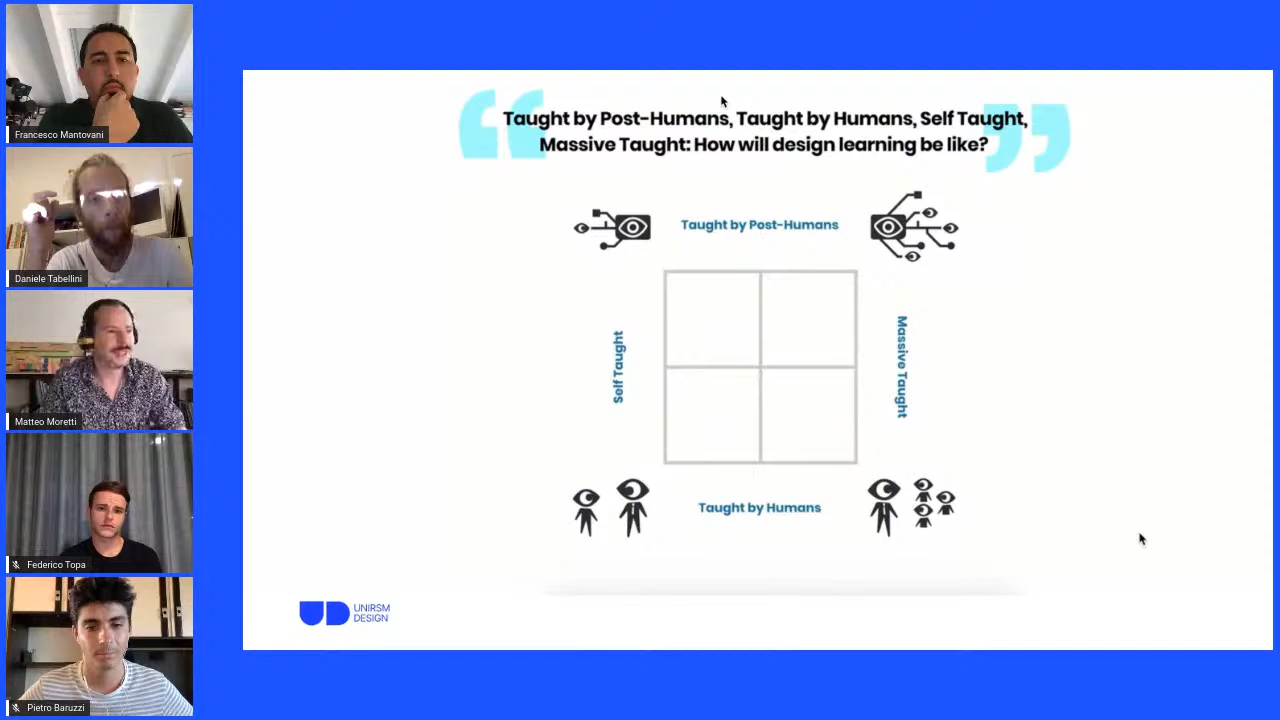 Francesco Mantovani
Daniele Tabellini
Matteo Moretti
Federico Topa
Pietro Baruzzi
Taught by Post-Humans, Taught by Humans, Self Taught,
Massive Taught: How will design learning be like?
Taught by Post-Humans
Self Taught
Massive Taught
Taught by Humans
UNIRSM
DESIGN